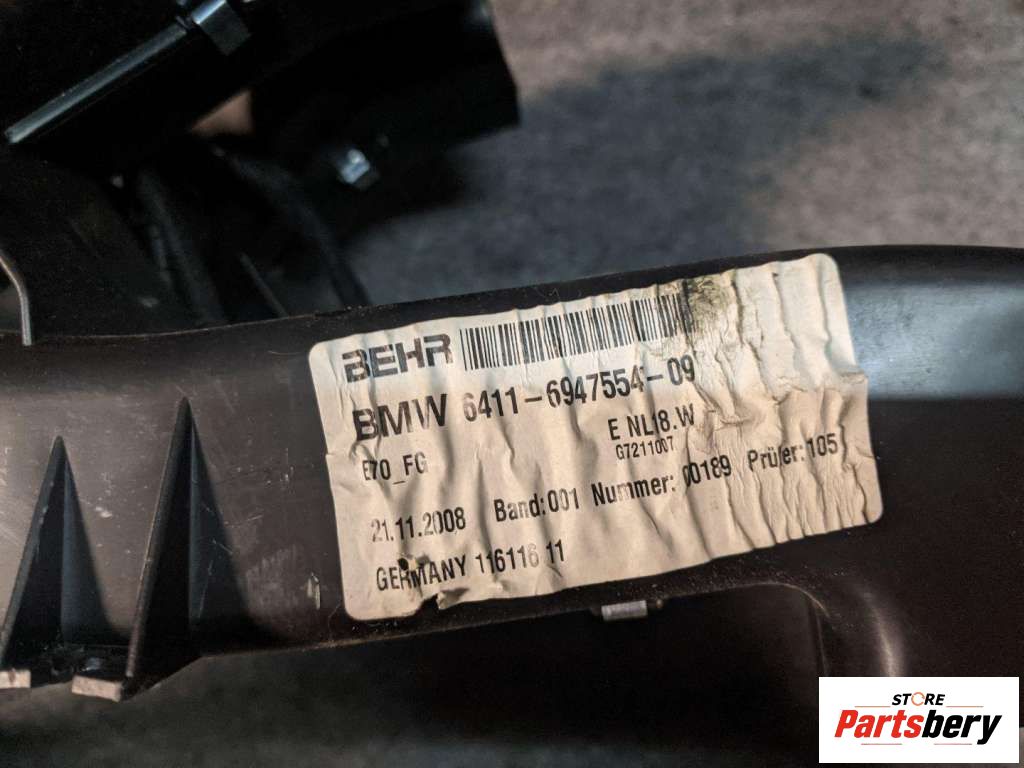 BEHR
BMW 6411-6947554-09
E70_FG E NL18.W
G7211007
21.11.2008 Band:001 Nummer: 00189 Prüfer:105
GERMANY 116116 11
STORE
Partsbery